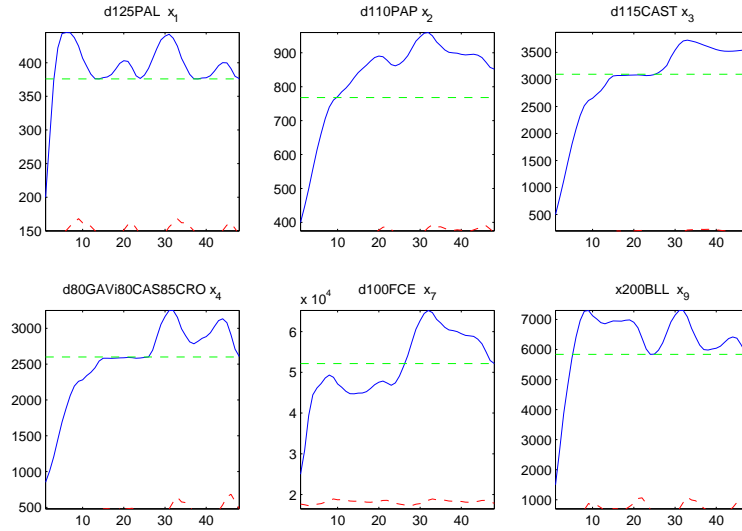 d125PAL x1
d110PAP x2
d115CAST x3
400
350
300
250
200
150
10 20 30 40
900
800
700
600
500
400
10 20 30 40
3500
3000
2500
2000
1500
1000
500
10 20 30 40
d80GAVi80CAS85CRO x4
d100FCE x7
x200BLL x9
3000
2500
2000
1500
1000
500
10 20 30 40
x 10^4
6
5
4
3
2
10 20 30 40
7000
6000
5000
4000
3000
2000
1000
10 20 30 40